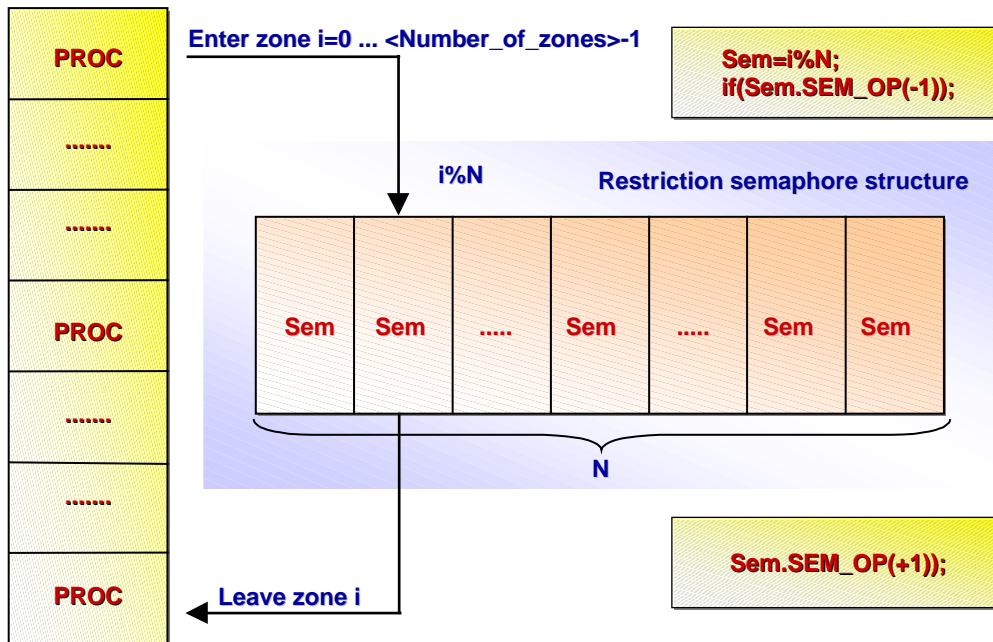 PROC
.......
.......
PROC
.......
.......
PROC
Enter zone i=0 ... <Number_of_zones>-1
Sem=i%N;
if(Sem.SEM_OP(-1));
i%N
Restriction semaphore structure
Sem Sem ..... Sem ..... Sem Sem
N
Sem.SEM_OP(+1));
Leave zone i